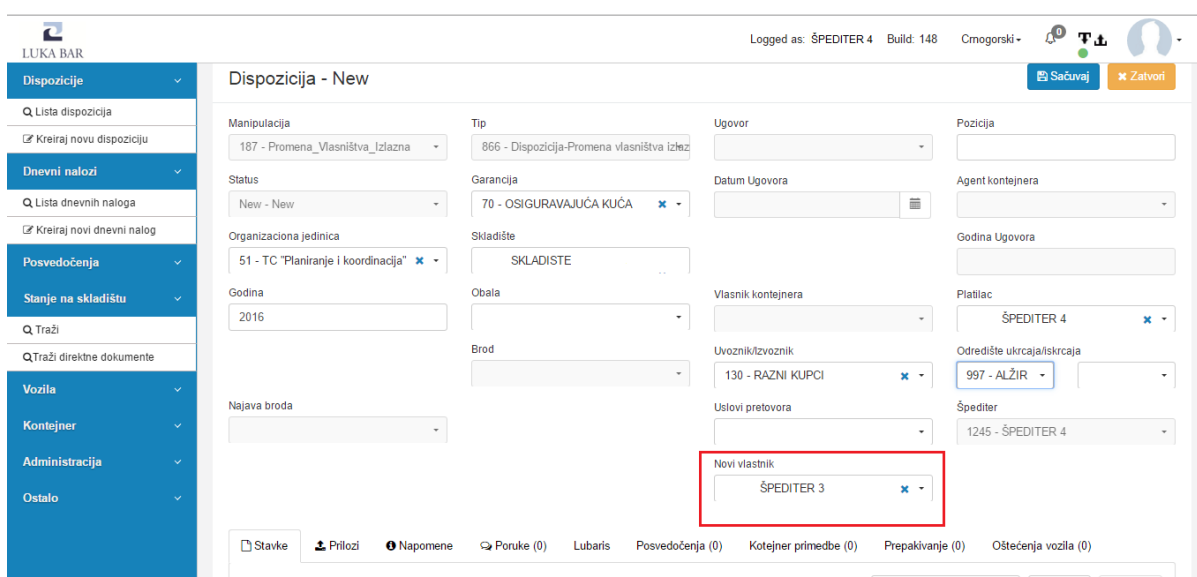 LUKA BAR
Logged as: ŠPEDITER 4 Build: 148 Crnogorski 0
Dispozicije
Lista dispozicija
Kreiraj novu dispoziciju
Dnevni nalozi
Lista dnevnih naloga
Kreiraj novi dnevni nalog
Posvedočenja
Stanje na skladištu
Traži
Traži direktne dokumente
Vozila
Kontejner
Administracija
Ostalo
Dispozicija - New
Sačuvaj Zatvori
Manipulacija Tip Ugovor Pozicija
187 - Promena_Vlasništva_Izlazna 866 - Dispozicija-Promena vlasništva izlaz
Status Garancija Datum Ugovora Agent kontejnera
New - New 70 - OSIGURAVAJUĆA KUĆA
Organizaciona jedinica Skladište Godina Ugovora
51 - TC "Planiranje i koordinacija" SKLADISTE
Godina Obala Vlasnik kontejnera Platilac
2016 ŠPEDITER 4
Brod Uvoznik/Izvoznik Odredište ukrcaja/iskrcaja
130 - RAZNI KUPCI 997 - ALŽIR
Najava broda Uslovi pretovora Špediter
1245 - ŠPEDITER 4
Novi vlastnik
ŠPEDITER 3
Stavke Prilozi Napomene Poruke (0) Lubaris Posvedočenja (0) Kotejner primedbe (0) Prepakivanje (0) Oštećenja vozila (0)